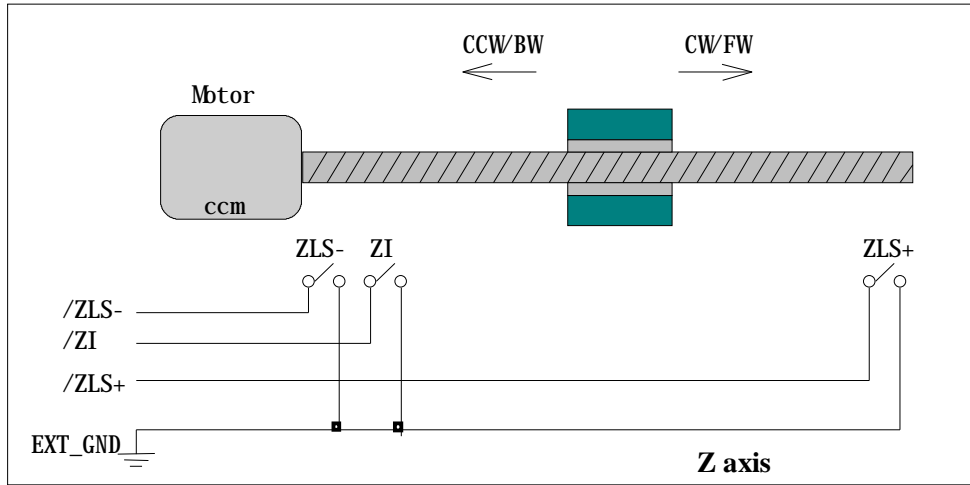 CCW/BW CW/FW
Motor
ccm
ZLS- ZI ZLS+
/ZLS-
/ZI
/ZLS+
EXT_GND
Z axis